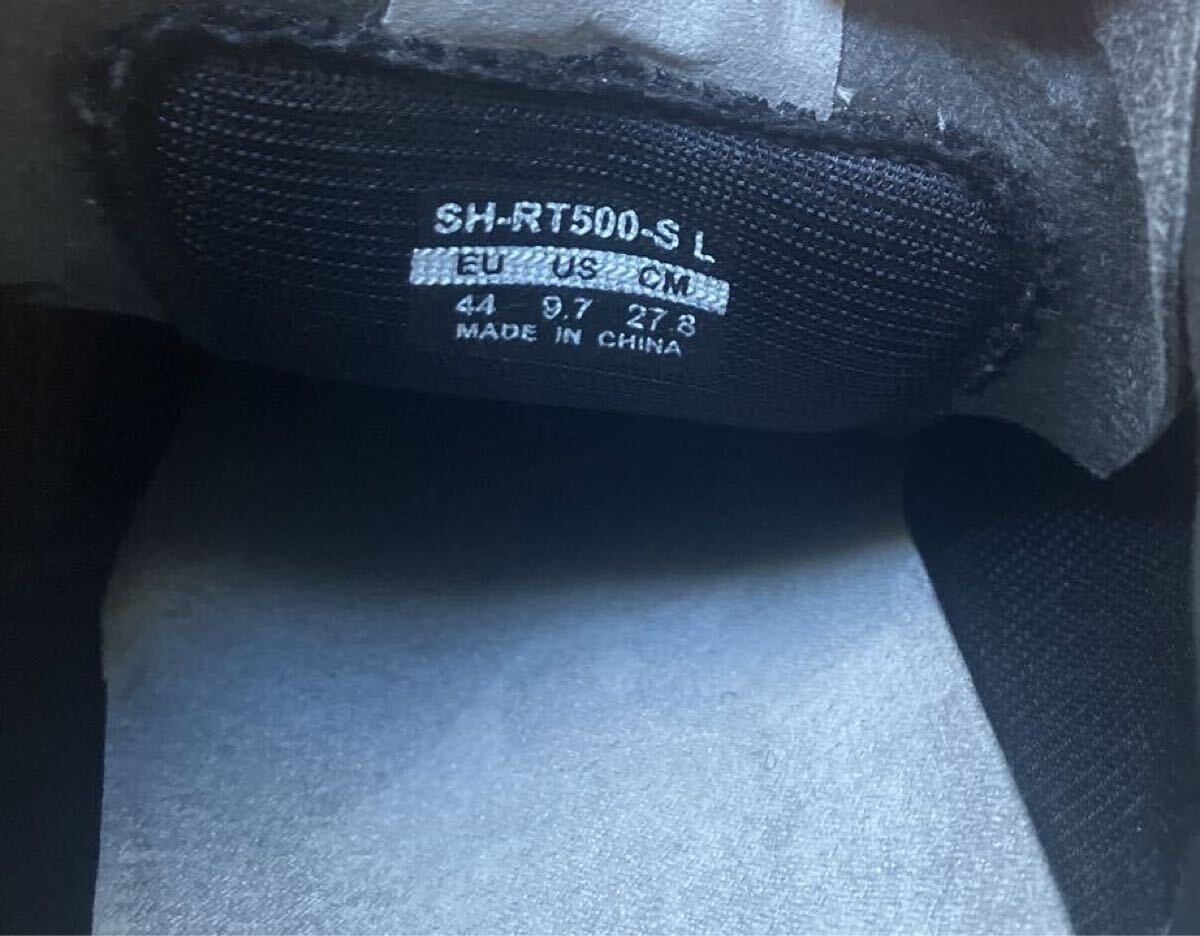 SH-RT500-S L
EU US CM
44 9.7 27.8
MADE IN CHINA